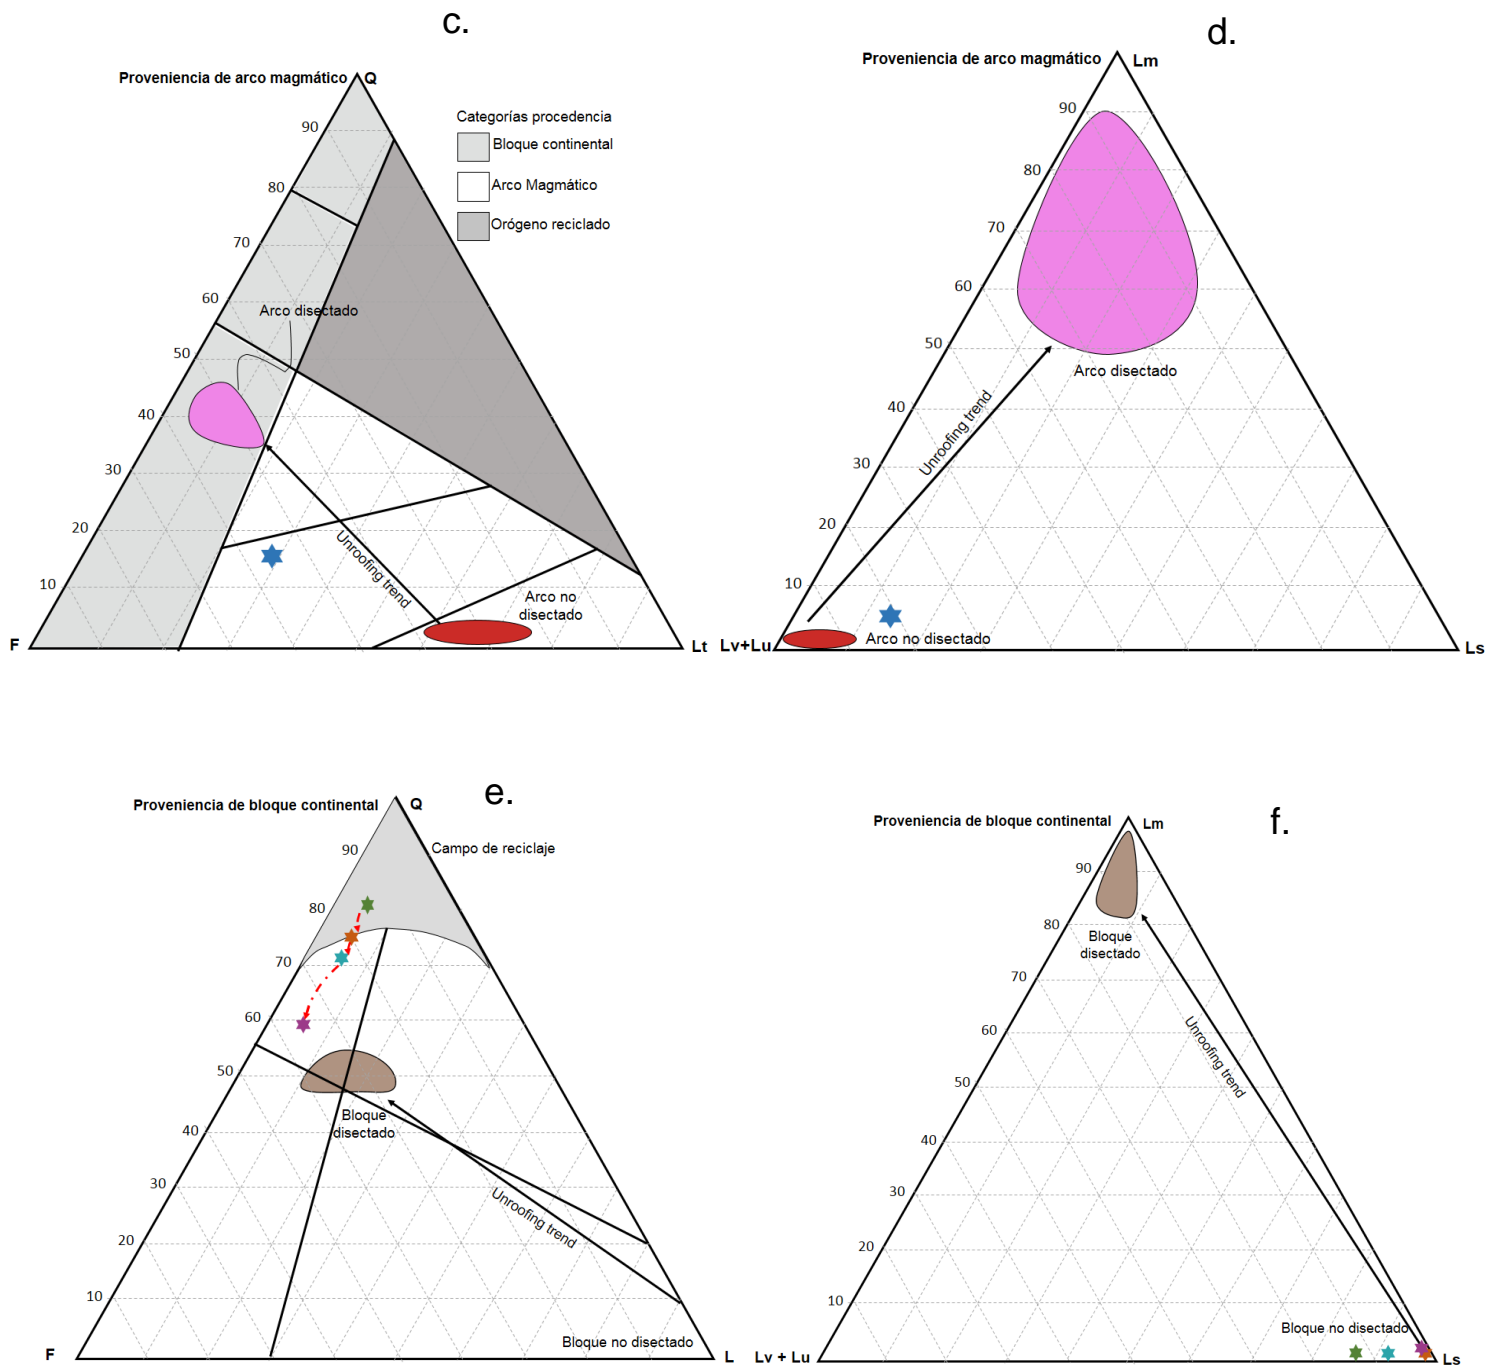 c.
Proveniencia de arco magmático
Q
Categorías procedencia
Bloque continental
Arco Magmático
Orógeno reciclado
90
80
70
60
50
40
30
20
10
Arco disectado
Unroofing trend
Arco no
disectado
F
Lt
d.
Proveniencia de arco magmático
Lm
90
80
70
60
50
40
30
20
10
Arco disectado
Unroofing trend
Arco no disectado
Lv+Lu
Ls
e.
Proveniencia de bloque continental
Q
Campo de reciclaje
90
80
70
60
50
40
30
20
10
Bloque
disectado
Unroofing trend
Bloque no disectado
F
L
f.
Proveniencia de bloque continental
Lm
90
80
70
60
50
40
30
20
10
Bloque
disectado
Unroofing trend
Bloque no disectado
Lv + Lu
Ls